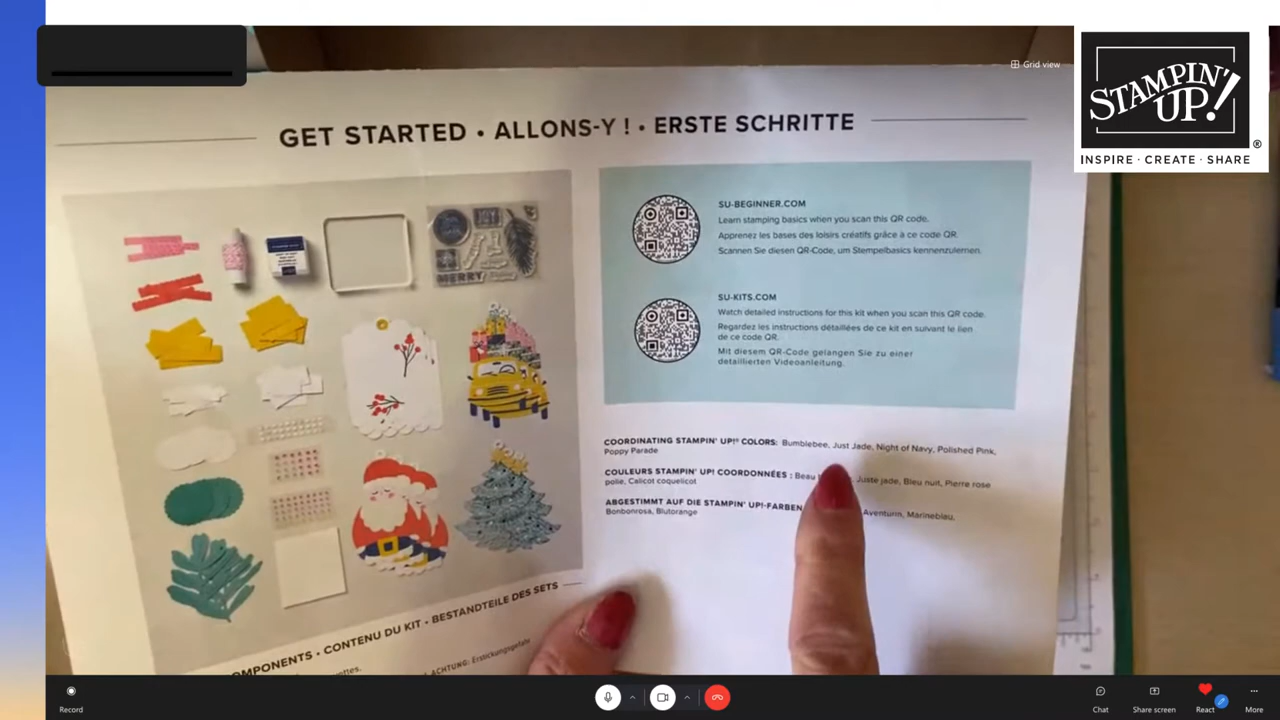 Grid view
STAMPIN' UP!®
INSPIRE · CREATE · SHARE
GET STARTED • ALLONS-Y ! • ERSTE SCHRITTE
JOY
MERRY
SU-BEGINNER.COM
Learn stamping basics when you scan this QR code.
Apprenez les bases des loisirs créatifs grâce à ce code QR.
Scannen Sie diesen QR-Code, um Stempelbasics kennenzulernen.
SU-KITS.COM
Watch detailed instructions for this kit when you scan this QR code.
Regardez les instructions détaillées de ce kit en suivant le lien
de ce code QR.
Mit diesem QR-Code gelangen Sie zu einer
detaillierten Videoanleitung.
COORDINATING STAMPIN' UP!® COLORS: Bumblebee, Just Jade, Night of Navy, Polished Pink,
Poppy Parade
COULEURS STAMPIN' UP! COORDONNÉES : Beau Juste jade, Bleu nuit, Pierre rose
polie, Calicot coquelicot
ABGESTIMMT AUF DIE STAMPIN' UP!-FARBEN Aventurin, Marineblau,
Bonbonrosa, Blutorange
OMPONENTS • CONTENU DU KIT • BESTANDTEILE DES SETS
ACHTUNG: Erstickungsgefahr
Record
Chat
Share screen
React
More